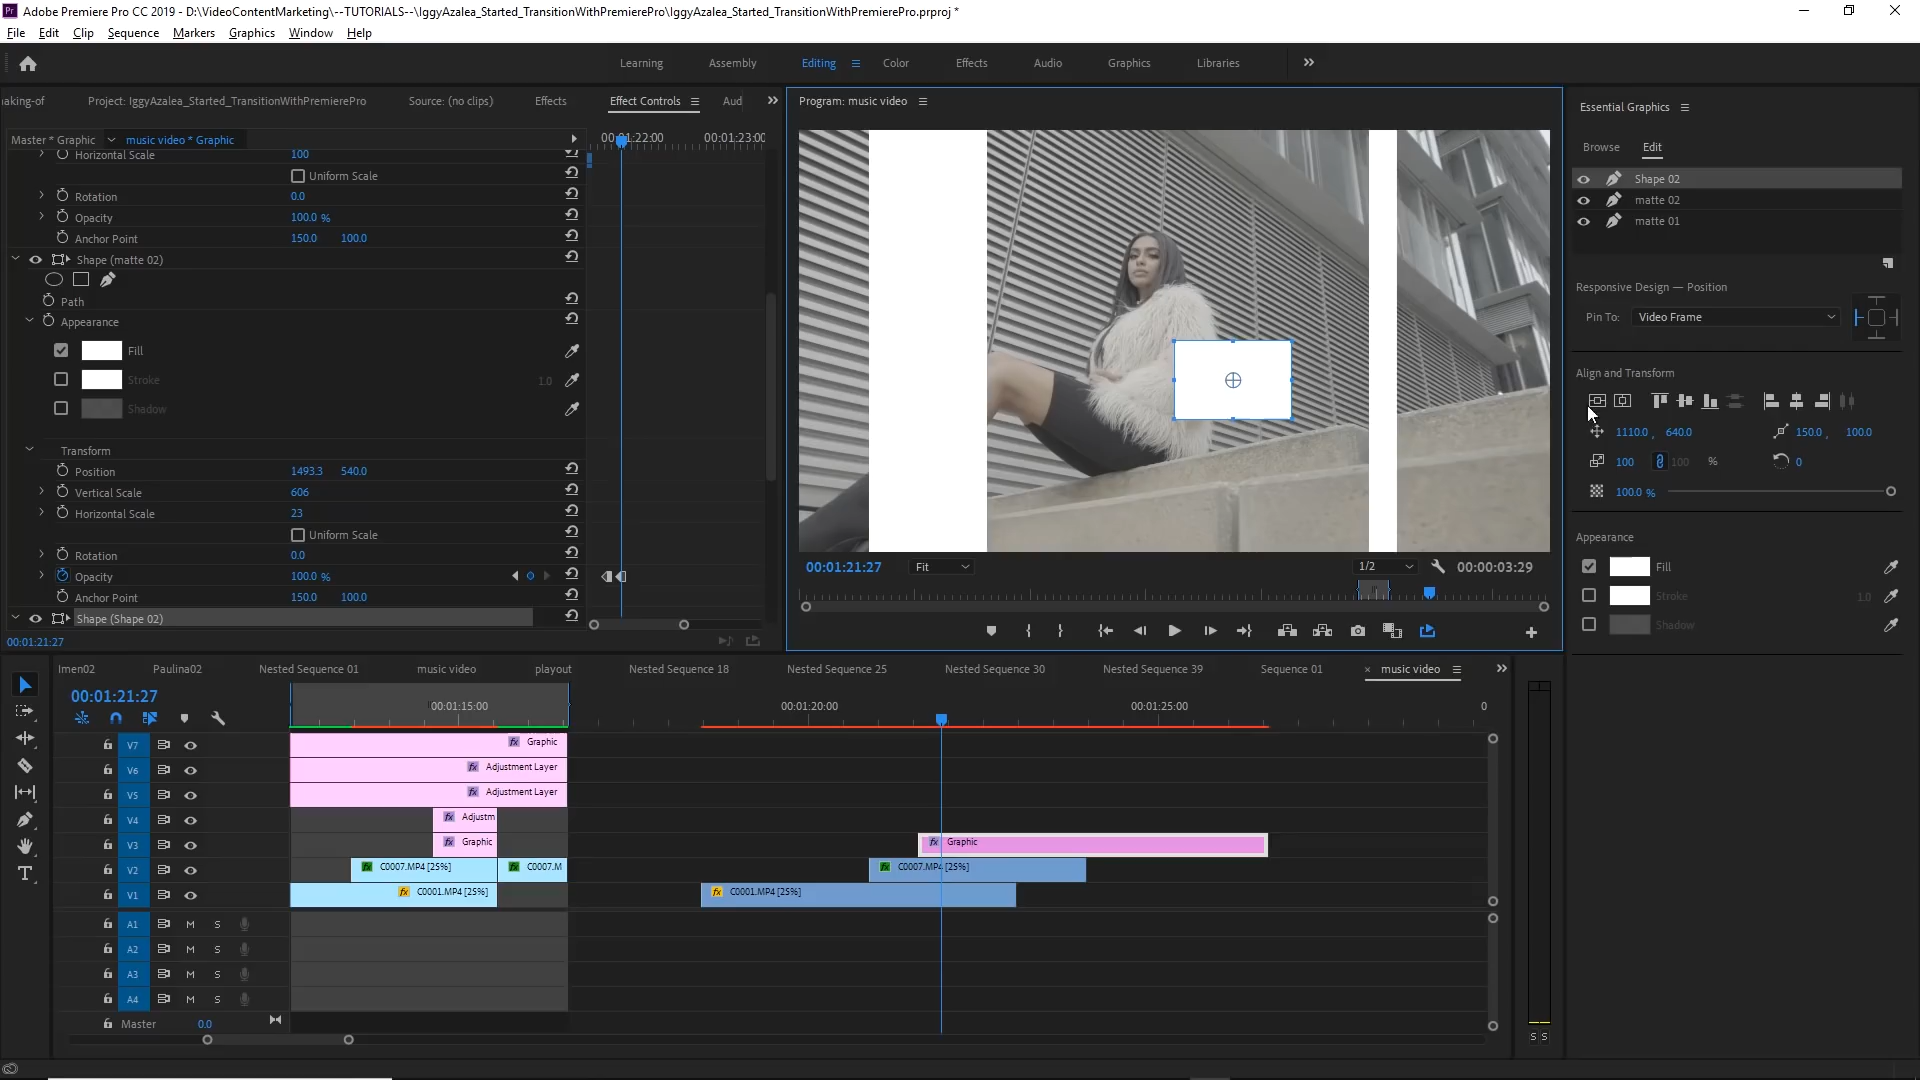 Adobe Premiere Pro CC 2019 - D:\VideoContentMarketing\--TUTORIALS--\IggyAzalea_Started_TransitionWithPremierePro\IggyAzalea_Started_TransitionWithPremierePro.prproj *
File Edit Clip Sequence Markers Graphics Window Help
Learning Assembly Editing Color Effects Audio Graphics Libraries
aking-of Project: IggyAzalea_Started_TransitionWithPremierePro Source: (no clips) Effects Effect Controls Aud
Program: music video
Essential Graphics
Master * Graphic music video * Graphic 00:01:22:00 00:01:23:00
Browse Edit
Horizontal Scale 100
Uniform Scale
Rotation 0.0
Opacity 100.0 %
Anchor Point 150.0 100.0
Shape (matte 02)
Path
Appearance
Fill
Stroke 1.0
Shadow
Transform
Position 1493.3 540.0
Vertical Scale 606
Horizontal Scale 23
Uniform Scale
Rotation 0.0
Opacity 100.0 %
Anchor Point 150.0 100.0
Shape (Shape 02)
00:01:21:27
00:01:21:27 Fit 1/2 00:00:03:29
Shape 02
matte 02
matte 01
Responsive Design — Position
Pin To: Video Frame
Align and Transform
1110.0 , 640.0 150.0 , 100.0
100 100 % 0
100.0 %
Appearance
Fill
Stroke 1.0
Shadow
Imen02 Paulina02 Nested Sequence 01 music video playout Nested Sequence 18 Nested Sequence 25 Nested Sequence 30 Nested Sequence 39 Sequence 01 × music video
00:01:21:27
00:01:15:00 00:01:20:00 00:01:25:00 0
V7 fx Graphic
V6 fx Adjustment Layer
V5 fx Adjustment Layer
V4 fx Adjustm
V3 fx Graphic fx Graphic
V2 fx C0007.MP4 [25%] fx C0007.M fx C0007.MP4 [25%]
V1 fx C0001.MP4 [25%] fx C0001.MP4 [25%]
A1 M S
A2 M S
A3 M S
A4 M S
Master 0.0
S S